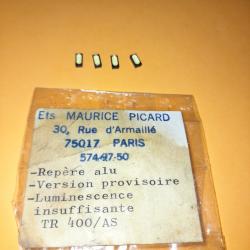 Ets MAURICE PICARD
30, Rue d'Armaillé
75017 PARIS
574-97-50
-Repère alu
-Version provisoire
-Luminescence
insuffisante
TR 400/AS